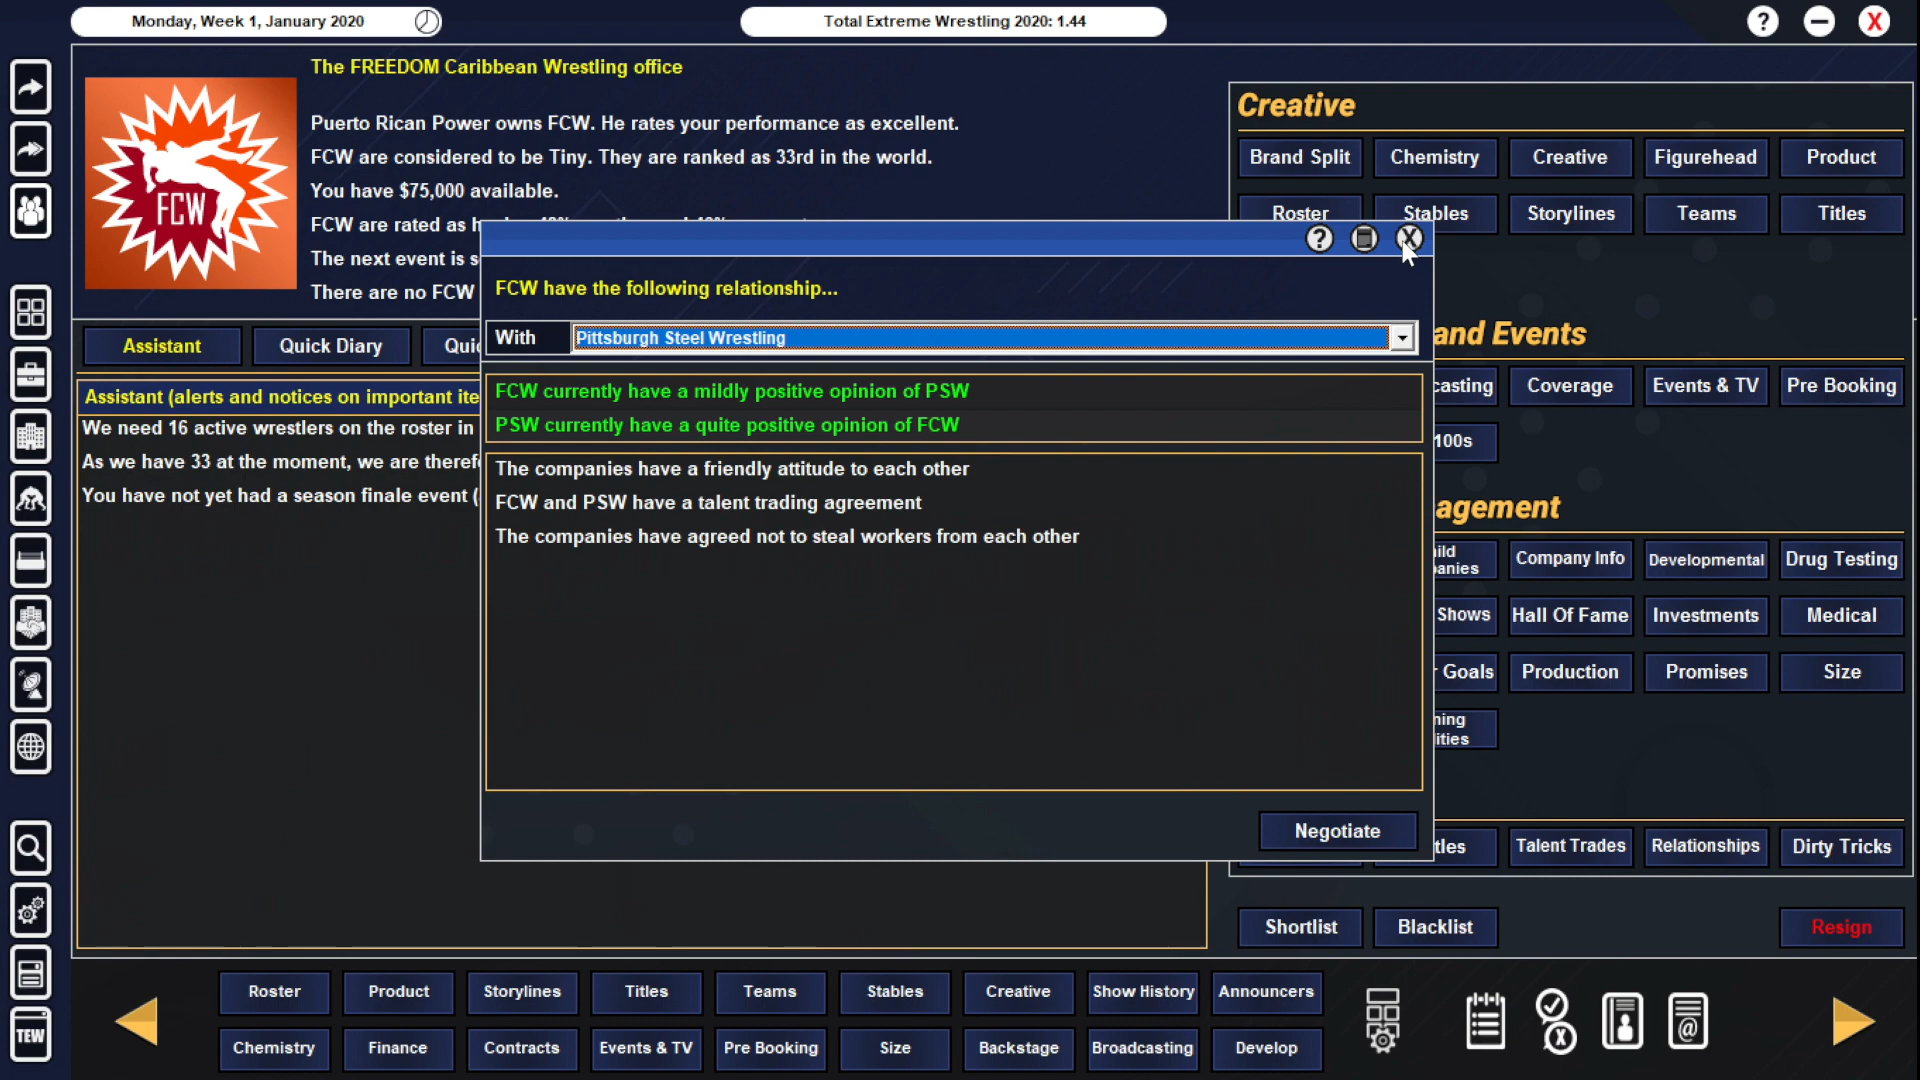 Monday, Week 1, January 2020
Total Extreme Wrestling 2020: 1.44
?
X
The FREEDOM Caribbean Wrestling office
FCW
Puerto Rican Power owns FCW. He rates your performance as excellent.
FCW are considered to be Tiny. They are ranked as 33rd in the world.
You have $75,000 available.
FCW are rated as h
The next event is s
There are no FCW
Assistant
Quick Diary
Quic
Assistant (alerts and notices on important ite
We need 16 active wrestlers on the roster in
As we have 33 at the moment, we are theref
You have not yet had a season finale event (
?
X
FCW have the following relationship...
With
Pittsburgh Steel Wrestling
FCW currently have a mildly positive opinion of PSW
PSW currently have a quite positive opinion of FCW
The companies have a friendly attitude to each other
FCW and PSW have a talent trading agreement
The companies have agreed not to steal workers from each other
Negotiate
Creative
Brand Split
Chemistry
Creative
Figurehead
Product
Roster
Stables
Storylines
Teams
Titles
and Events
casting
Coverage
Events & TV
Pre Booking
100s
agement
ild
anies
Company Info
Developmental
Drug Testing
Shows
Hall Of Fame
Investments
Medical
r Goals
Production
Promises
Size
ning
ities
tles
Talent Trades
Relationships
Dirty Tricks
Shortlist
Blacklist
Resign
TEW
Roster
Product
Storylines
Titles
Teams
Stables
Creative
Show History
Announcers
Chemistry
Finance
Contracts
Events & TV
Pre Booking
Size
Backstage
Broadcasting
Develop